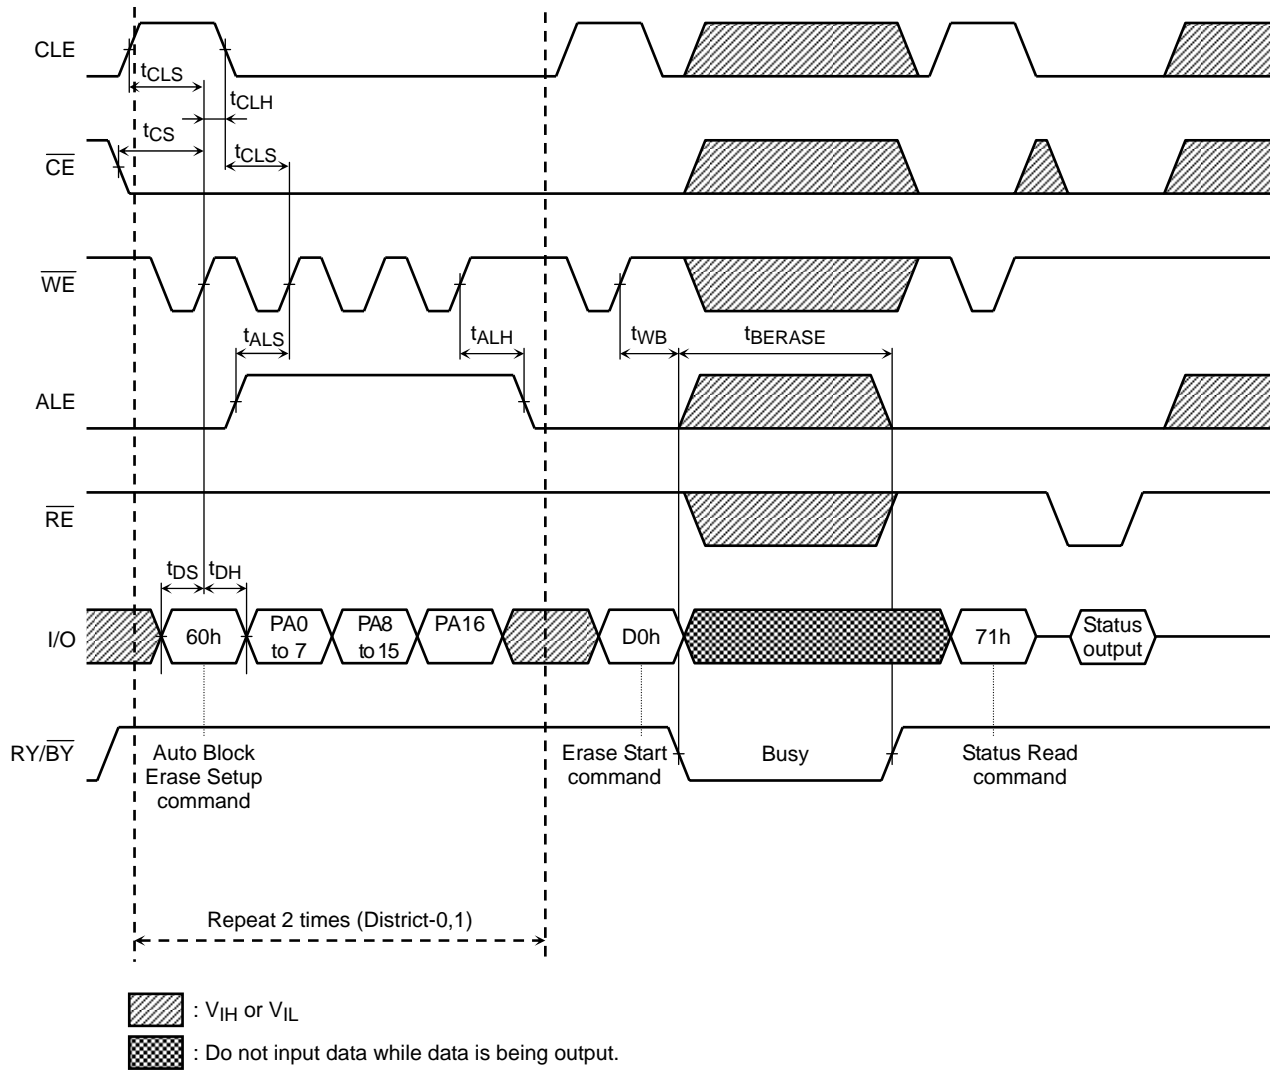 CLE
tCLS
tCLH
tCS
tCLS
CE
WE
tALS
tALH
tWB
tBERASE
ALE
RE
tDS
tDH
I/O
60h
PA0
to 7
PA8
to 15
PA16
D0h
71h
Status
output
RY/BY
Auto Block
Erase Setup
command
Erase Start
command
Busy
Status Read
command
Repeat 2 times (District-0,1)
: VIH or VIL
: Do not input data while data is being output.